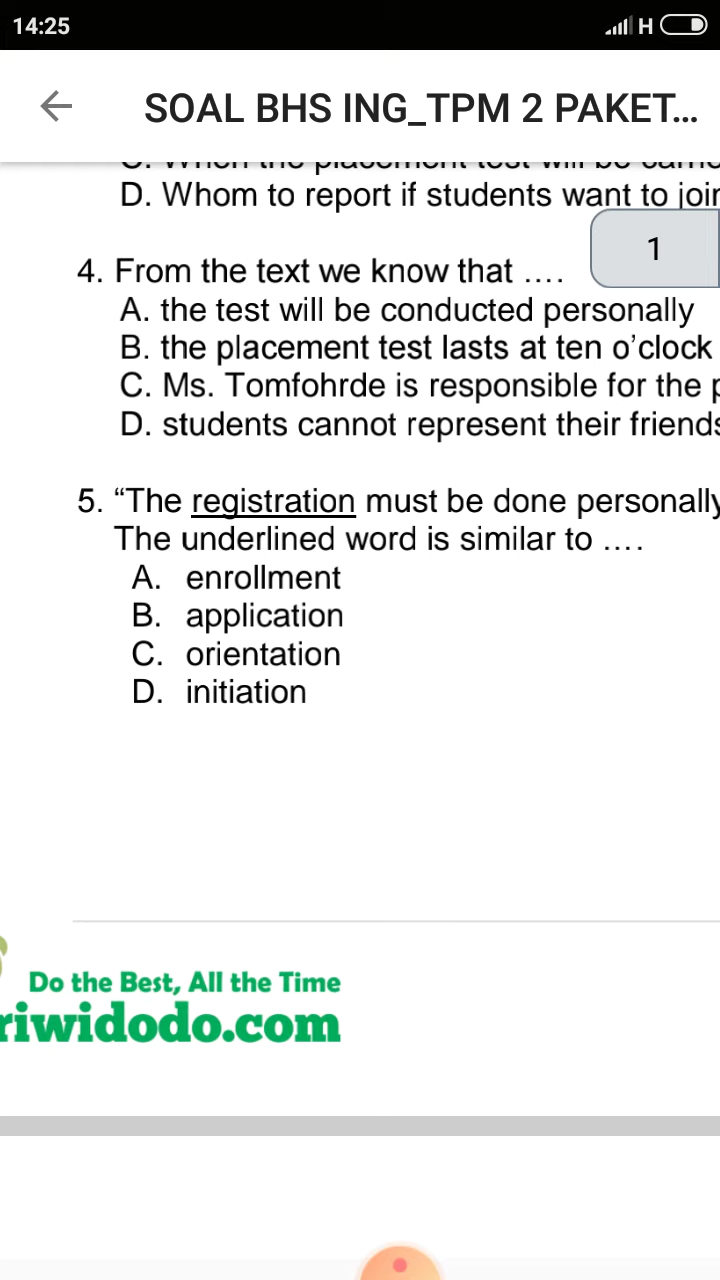 14:25 H
SOAL BHS ING_TPM 2 PAKET...
D. Whom to report if students want to join
1
4. From the text we know that ....
A. the test will be conducted personally
B. the placement test lasts at ten o’clock
C. Ms. Tomfohrde is responsible for the
D. students cannot represent their friends
5. “The registration must be done personally
The underlined word is similar to ....
A. enrollment
B. application
C. orientation
D. initiation
Do the Best, All the Time
riwidodo.com